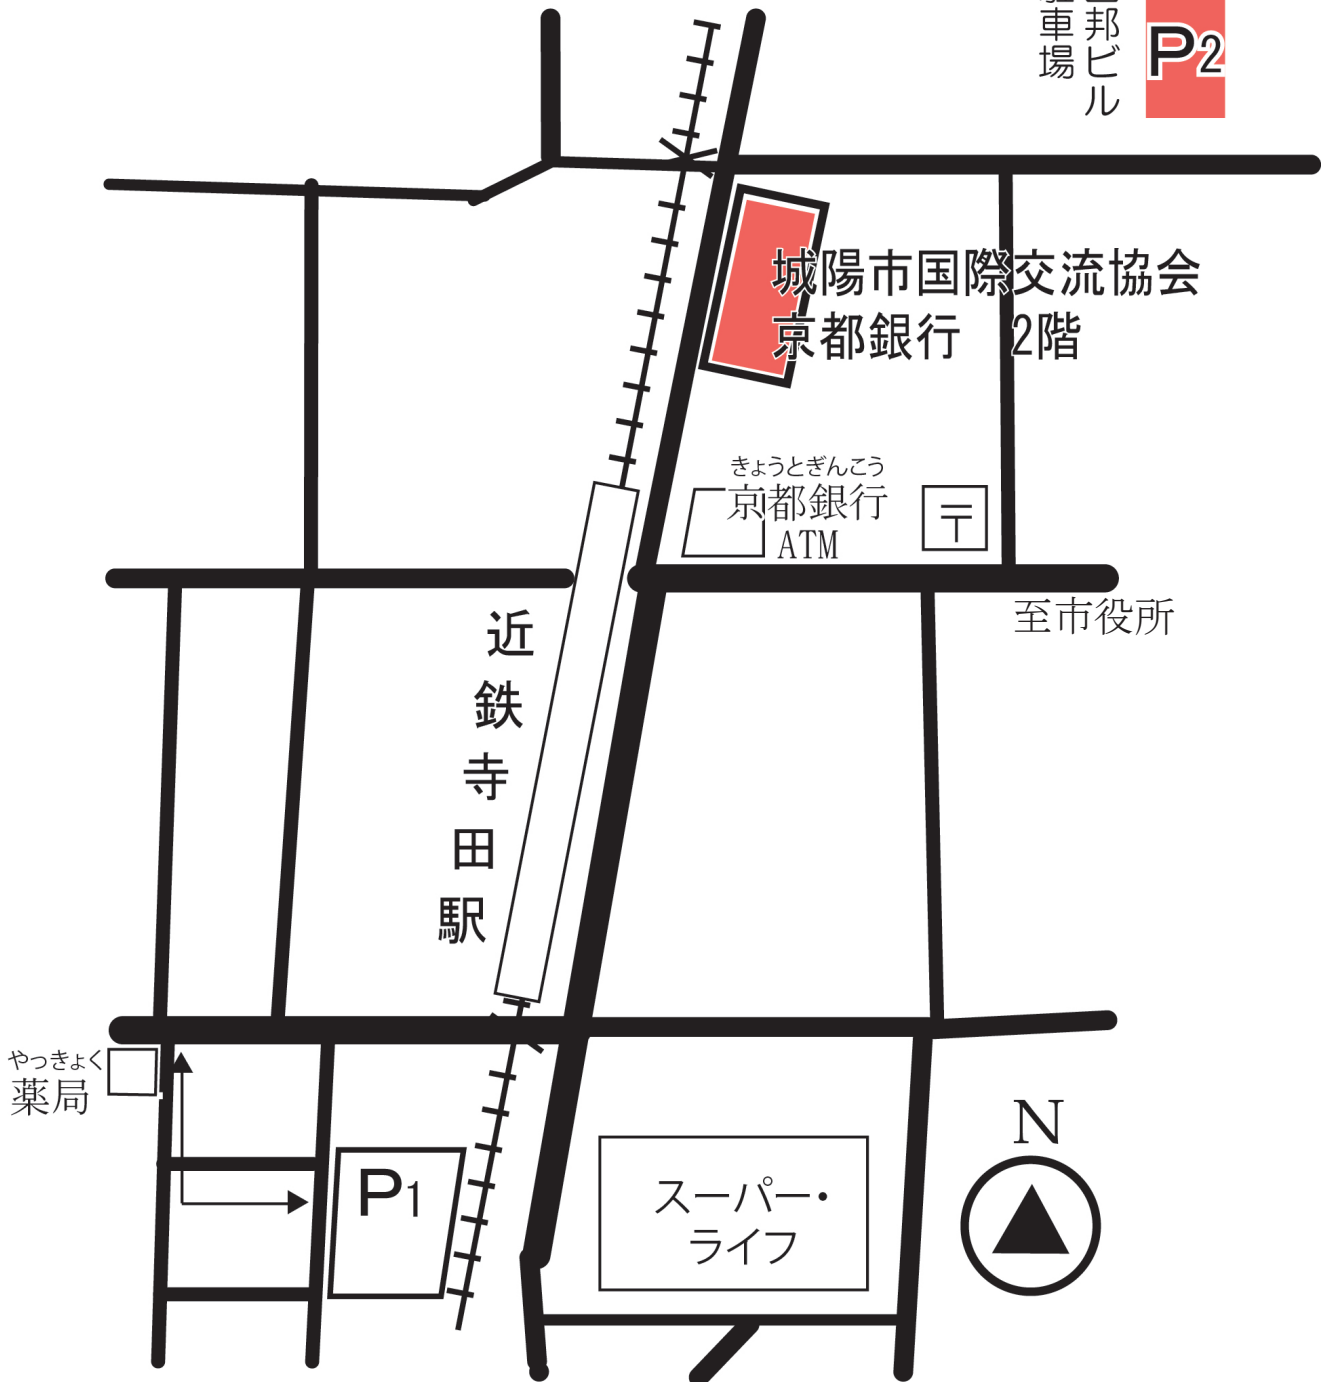 邦ビル
車場
P2
城陽市国際交流協会
京都銀行　2階
きょうとぎんこう
京都銀行
ATM
〒
至市役所
近鉄寺田駅
やっきょく
薬局
P1
スーパー・
ライフ
N